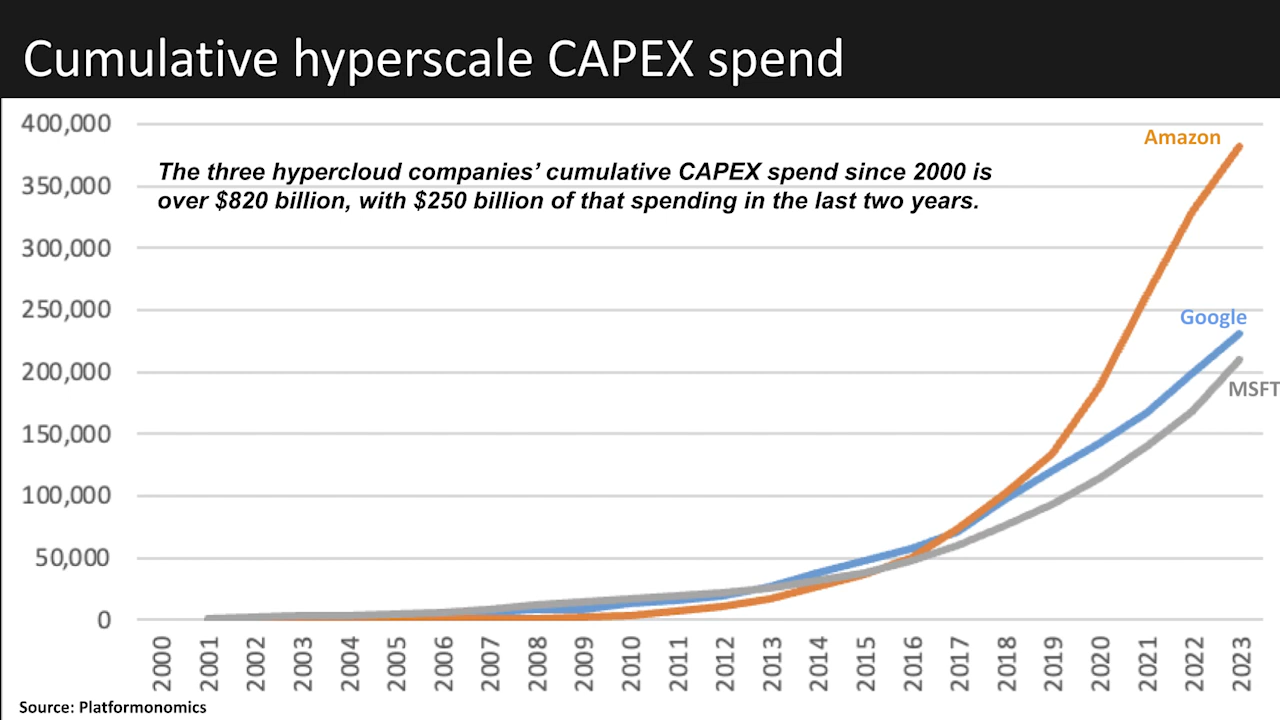 Cumulative hyperscale CAPEX spend
400,000
Amazon
The three hypercloud companies’ cumulative CAPEX spend since 2000 is
350,000
over $820 billion, with $250 billion of that spending in the last two years.
300,000
250,000
Google
200,000
MSFT
150,000
100,000
50,000
0
2000 2001 2002 2003 2004 2005 2006 2007 2008 2009 2010 2011 2012 2013 2014 2015 2016 2017 2018 2019 2020 2021 2022 2023
Source: Platformonomics